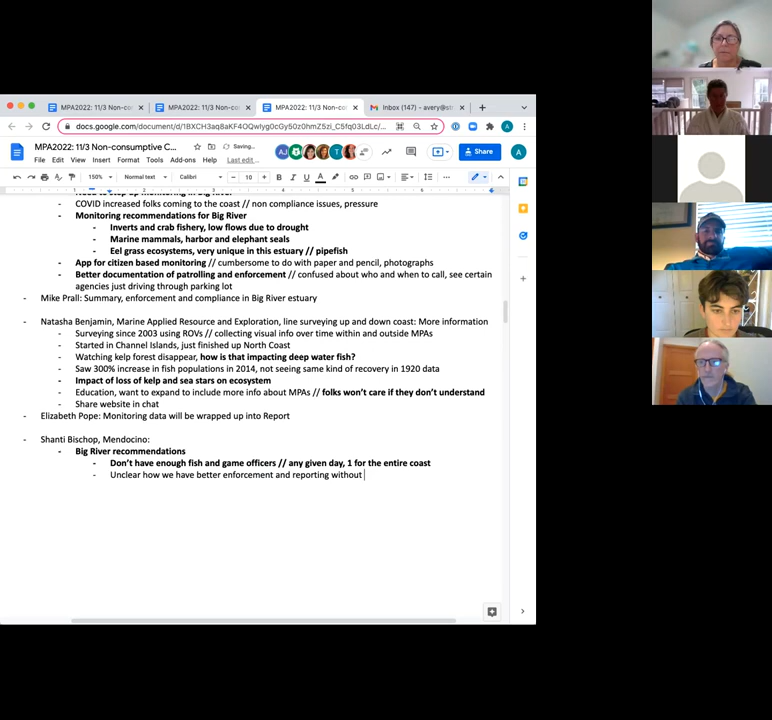 MPA2022: 11/3 Non-co
MPA2022: 11/3 Non-co
MPA2022: 11/3 Non-co
Inbox (147) - avery@st
MPA2022: 11/3 Non-consumptive C...
Saving...
File Edit View Insert Format Tools Add-ons Help Last edit ...
Share
A
150% Normal text Calibri 10
COVID increased folks coming to the coast // non compliance issues, pressure
Monitoring recommendations for Big River
Inverts and crab fishery, low flows due to drought
Marine mammals, harbor and elephant seals
Eel grass ecosystems, very unique in this estuary // pipefish
App for citizen based monitoring // cumbersome to do with paper and pencil, photographs
Better documentation of patrolling and enforcement // confused about who and when to call, see certain
agencies just driving through parking lot
Mike Prall: Summary, enforcement and compliance in Big River estuary
Natasha Benjamin, Marine Applied Resource and Exploration, line surveying up and down coast: More information
Surveying since 2003 using ROVs // collecting visual info over time within and outside MPAs
Started in Channel Islands, just finished up North Coast
Watching kelp forest disappear, how is that impacting deep water fish?
Saw 300% increase in fish populations in 2014, not seeing same kind of recovery in 1920 data
Impact of loss of kelp and sea stars on ecosystem
Education, want to expand to include more info about MPAs // folks won't care if they don't understand
Share website in chat
Elizabeth Pope: Monitoring data will be wrapped up into Report
Shanti Bischop, Mendocino:
Big River recommendations
Don't have enough fish and game officers // any given day, 1 for the entire coast
Unclear how we have better enforcement and reporting without